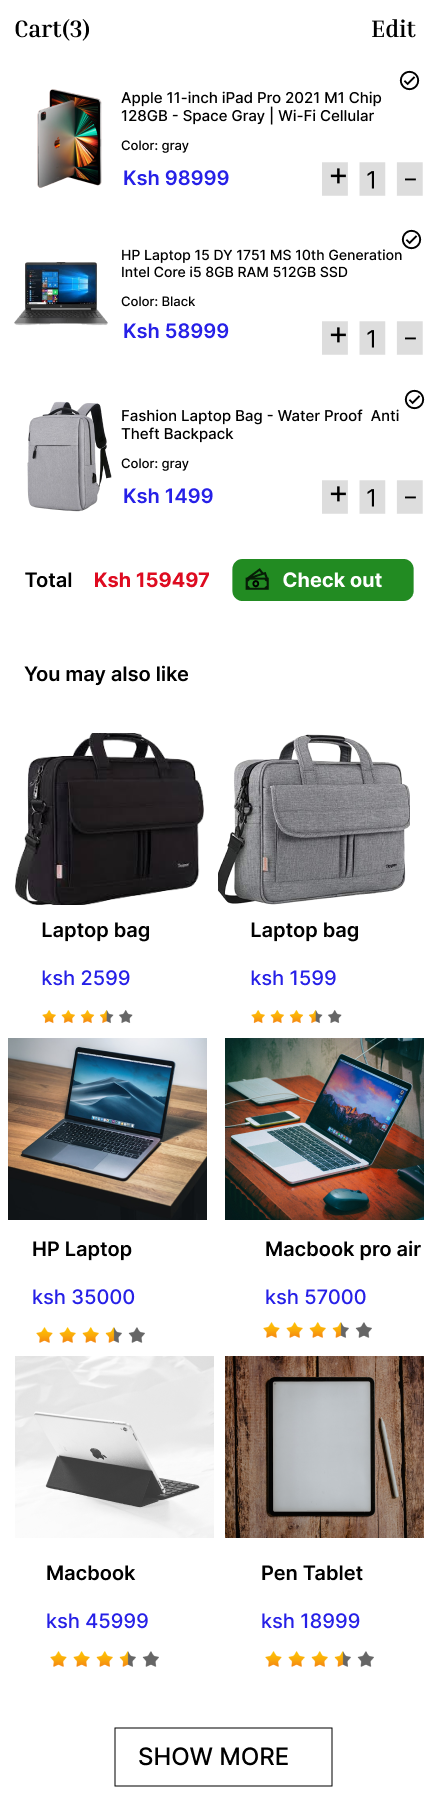 Cart(3)
Edit
Apple 11-inch iPad Pro 2021 M1 Chip
128GB - Space Gray | Wi-Fi Cellular
Color: gray
Ksh 98999
+ 1 -
HP Laptop 15 DY 1751 MS 10th Generation
Intel Core i5 8GB RAM 512GB SSD
Color: Black
Ksh 58999
+ 1 -
Fashion Laptop Bag - Water Proof  Anti
Theft Backpack
Color: gray
Ksh 1499
+ 1 -
Total
Ksh 159497
Check out
You may also like
Laptop bag
ksh 2599
Laptop bag
ksh 1599
HP Laptop
ksh 35000
Macbook pro air
ksh 57000
Macbook
ksh 45999
Pen Tablet
ksh 18999
SHOW MORE